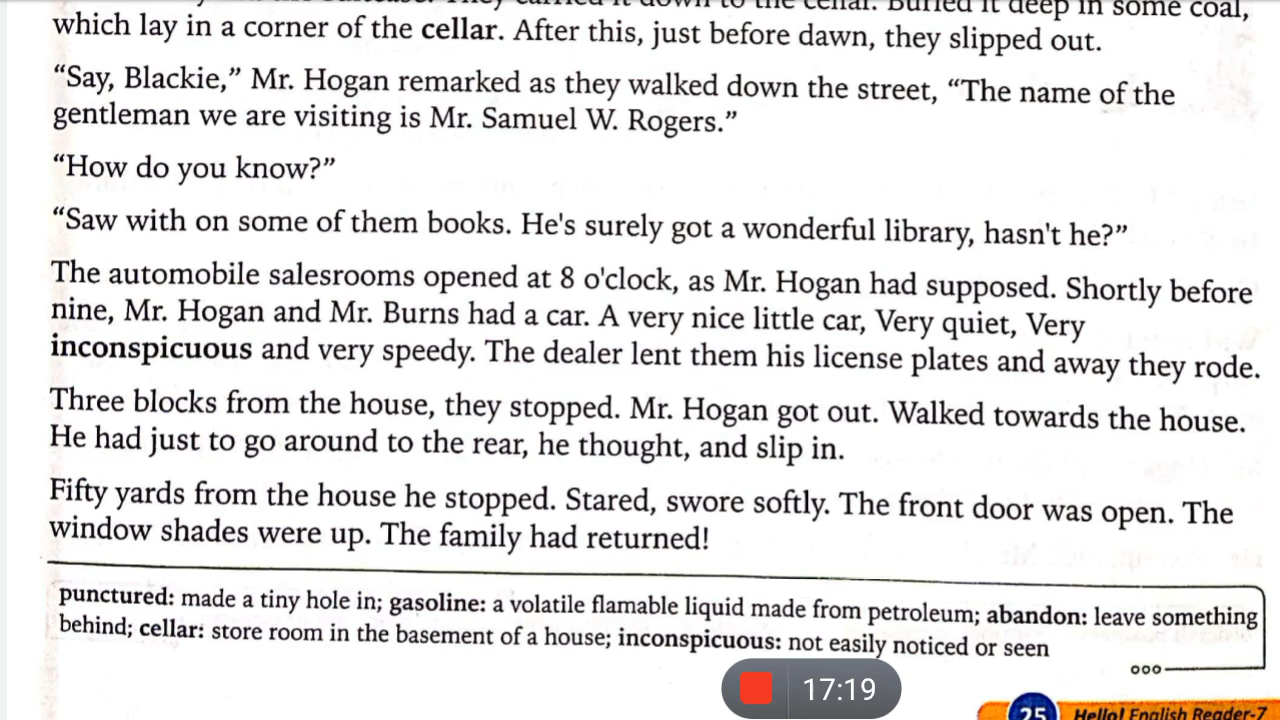 the cellar. Buried it deep in some coal,
which lay in a corner of the cellar. After this, just before dawn, they slipped out.
“Say, Blackie,” Mr. Hogan remarked as they walked down the street, “The name of the
gentleman we are visiting is Mr. Samuel W. Rogers.”
“How do you know?”
“Saw with on some of them books. He's surely got a wonderful library, hasn't he?”
The automobile salesrooms opened at 8 o'clock, as Mr. Hogan had supposed. Shortly before
nine, Mr. Hogan and Mr. Burns had a car. A very nice little car, Very quiet, Very
inconspicuous and very speedy. The dealer lent them his license plates and away they rode.
Three blocks from the house, they stopped. Mr. Hogan got out. Walked towards the house.
He had just to go around to the rear, he thought, and slip in.
Fifty yards from the house he stopped. Stared, swore softly. The front door was open. The
window shades were up. The family had returned!
punctured: made a tiny hole in; gasoline: a volatile flamable liquid made from petroleum; abandon: leave something
behind; cellar: store room in the basement of a house; inconspicuous: not easily noticed or seen
17:19
25 Hello! English Reader-7